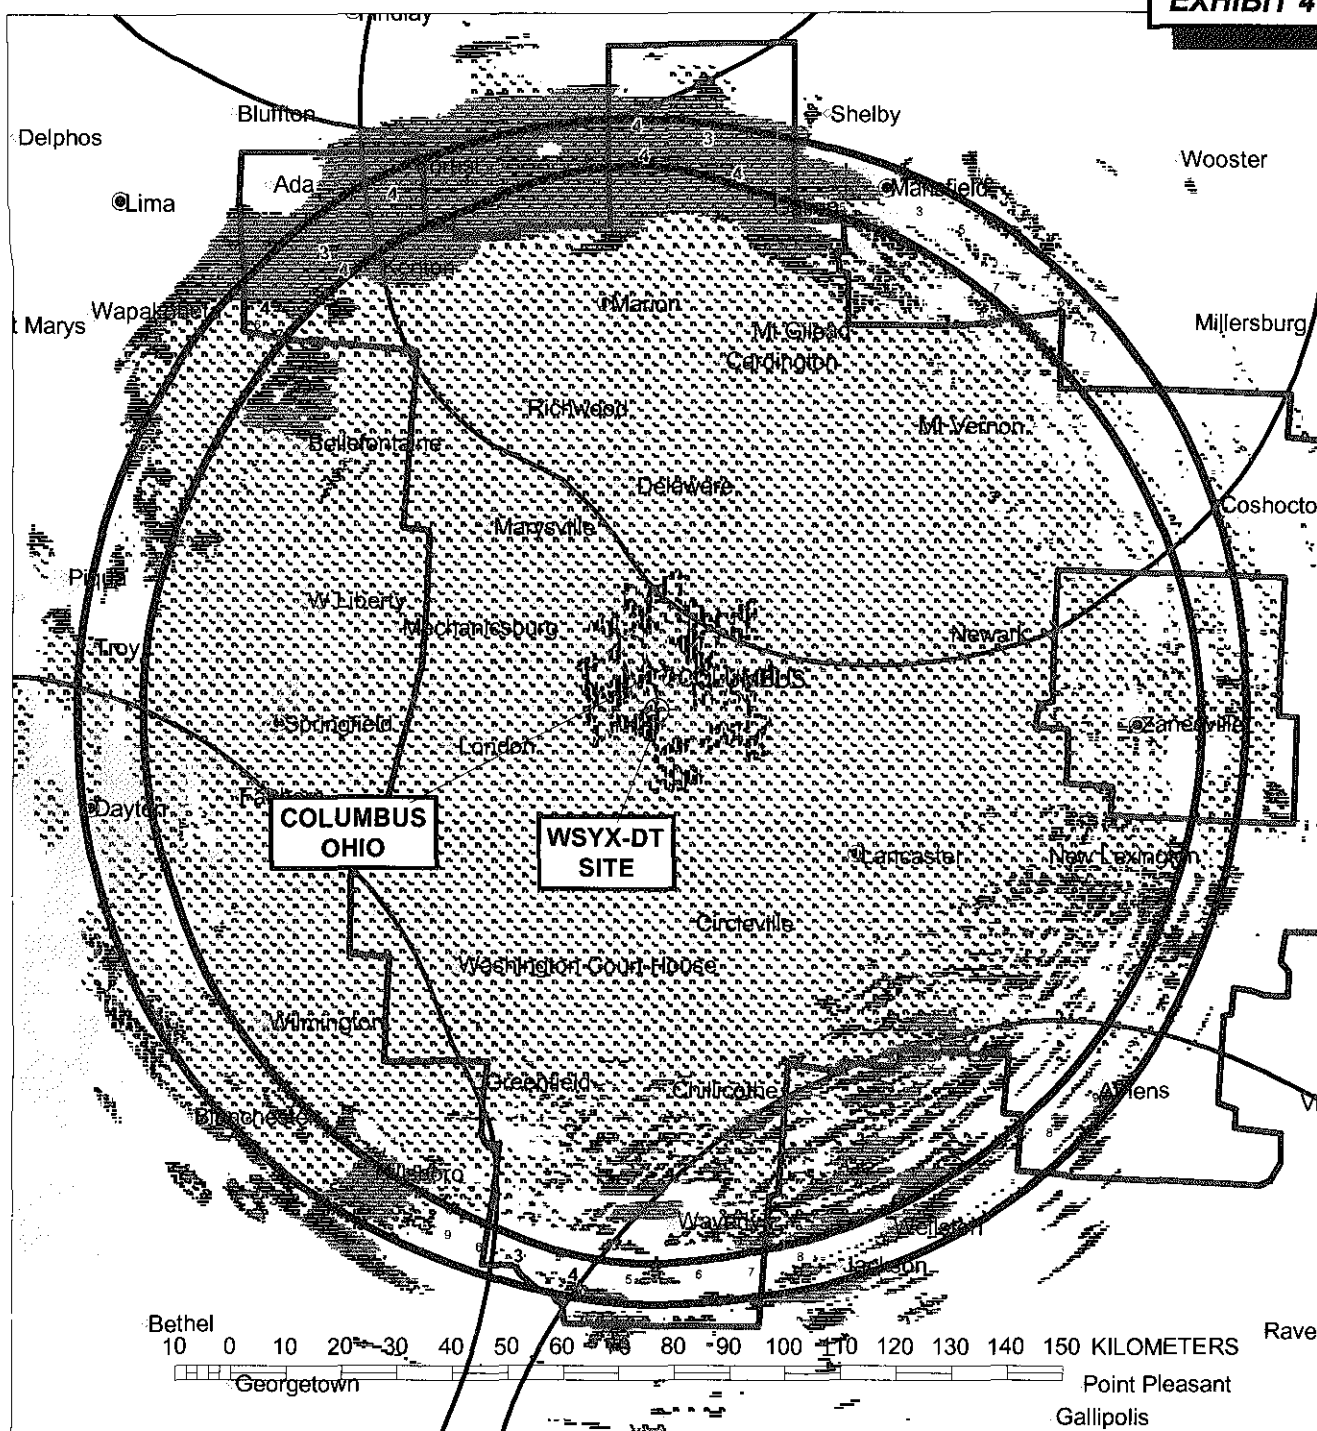 EXHIBIT 4
Findlay
Bluffton
Shelby
Delphos
Wooster
Ada
Mansfield
Lima
Kenton
Wapakoneta
Marion
t Marys
Mt Gilead
Millersburg
Cardington
Richwood
Mt Vernon
Bellefontaine
Delaware
Coshocto
Marysville
Piqua
W Liberty
Mechanicsburg
Newark
Troy
COLUMBUS
Springfield
Zanesville
London
Dayton
COLUMBUS
OHIO
WSYX-DT
SITE
Lancaster
New Lexington
Circleville
Washington Court House
Wilmington
Greenfield
Chillicothe
Athens
Blanchester
Hillsboro
Waverly
Wellston
Jackson
Bethel
Rave
10 0 10 20 30 40 50 60 70 80 90 100 110 120 130 140 150 KILOMETERS
Georgetown
Point Pleasant
Gallipolis